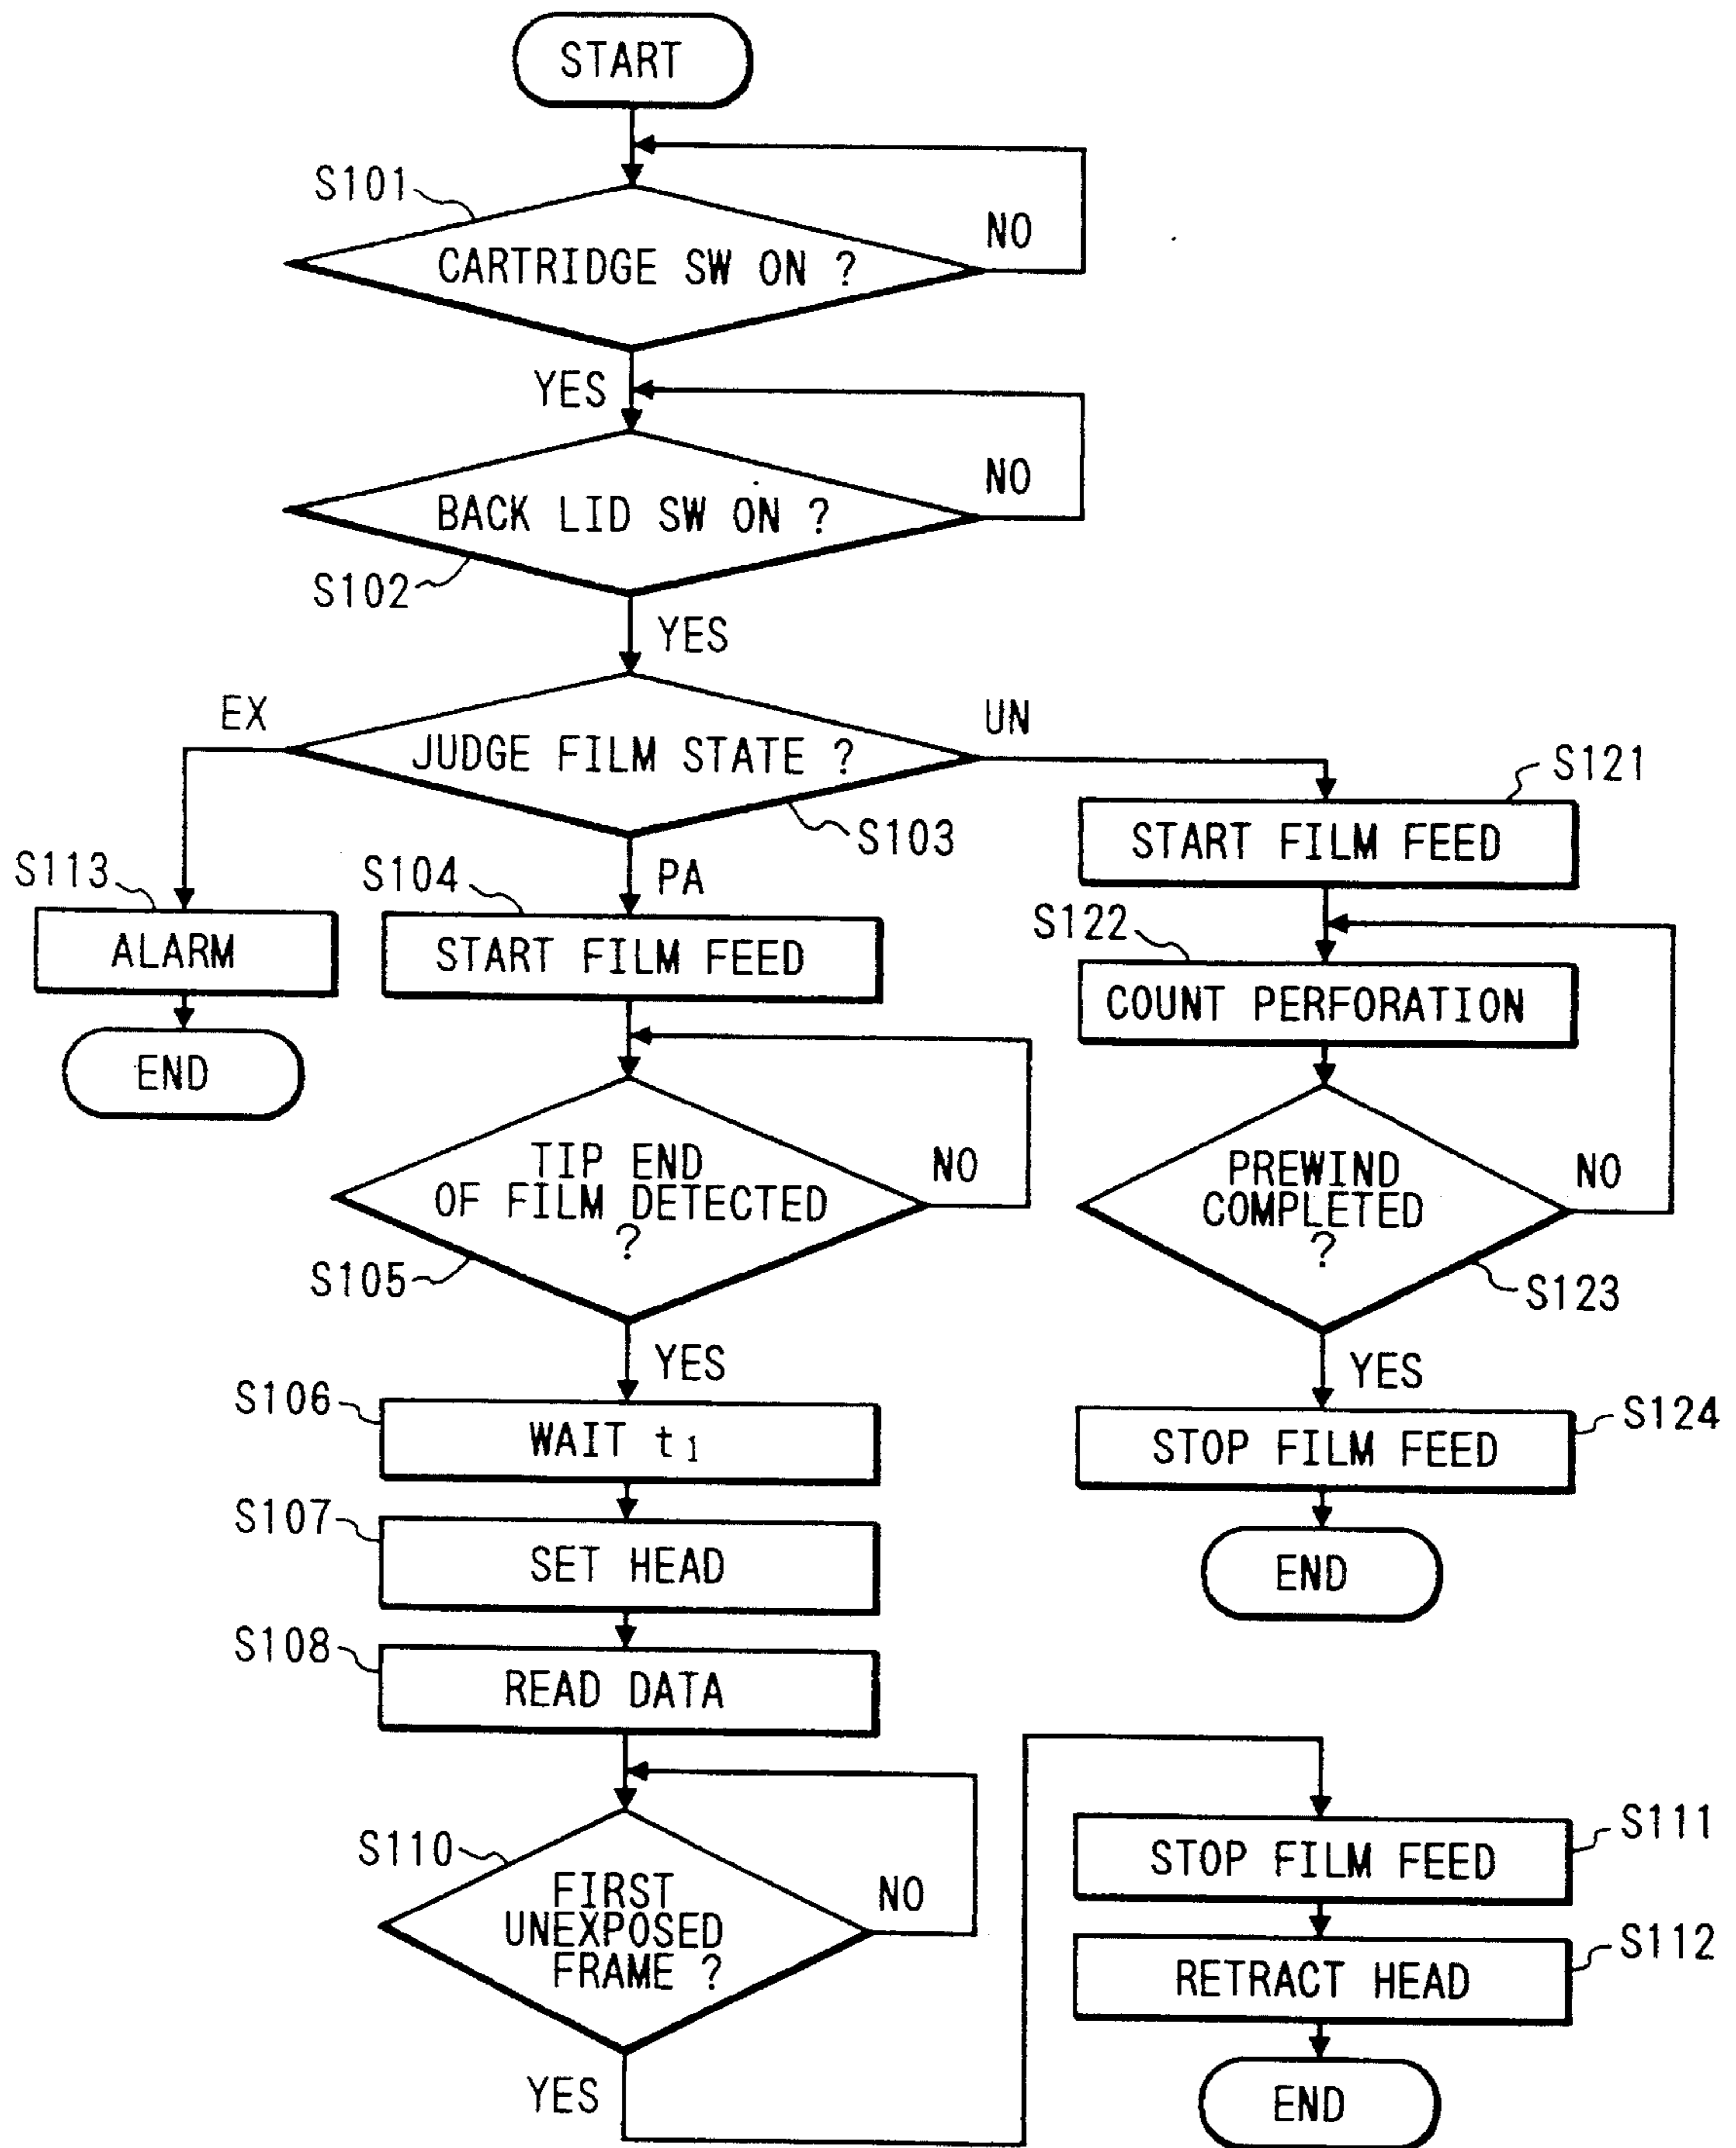 START
S101
NO
CARTRIDGE SW ON ?
YES
NO
BACK LID SW ON ?
S102
YES
EX
UN
JUDGE FILM STATE ?
S103
S121
START FILM FEED
S113
ALARM
END
S104
PA
START FILM FEED
S122
COUNT PERFORATION
TIP END
OF FILM DETECTED
?
NO
S105
YES
PREWIND
COMPLETED
?
NO
S123
YES
S106
WAIT t1
S124
STOP FILM FEED
END
S107
SET HEAD
S108
READ DATA
S110
FIRST
UNEXPOSED
FRAME ?
NO
YES
S111
STOP FILM FEED
S112
RETRACT HEAD
END